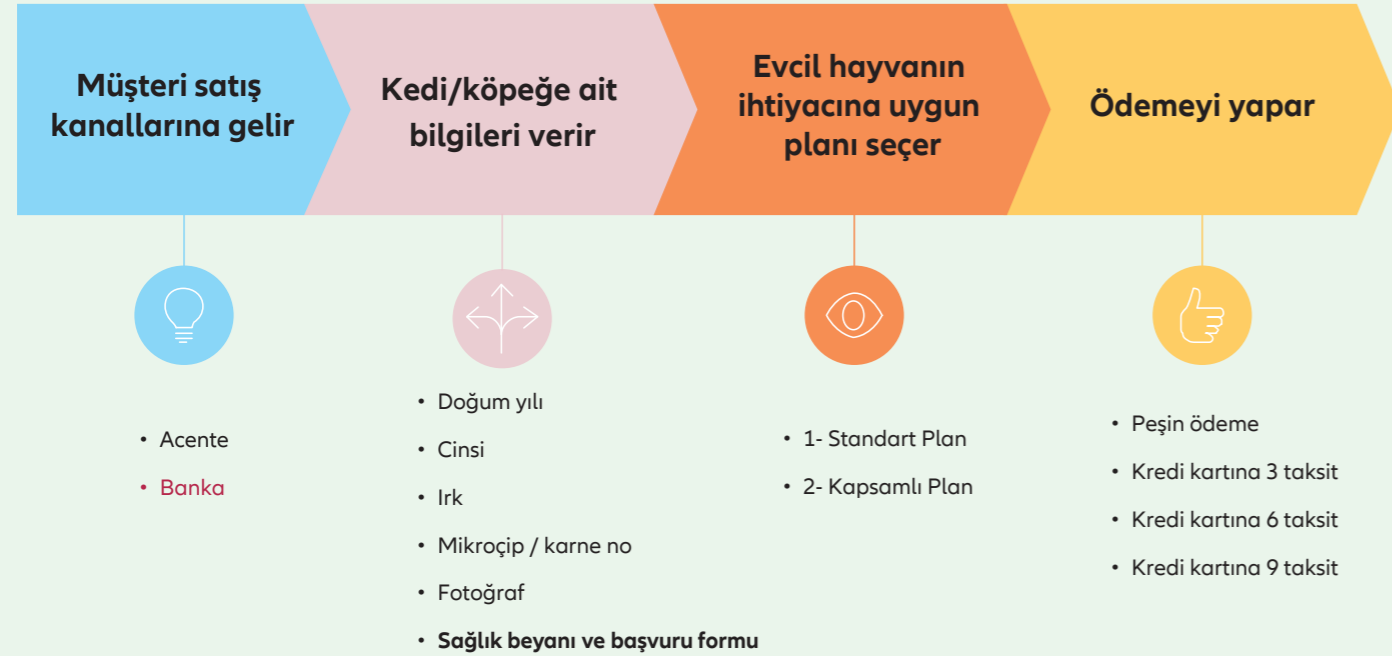 Müşteri satış
kanallarına gelir
Kedi/köpeğe ait
bilgileri verir
Evcil hayvanın
ihtiyacına uygun
planı seçer
Ödemeyi yapar
• Acente
• Banka
• Doğum yılı
• Cinsi
• Irk
• Mikroçip / karne no
• Fotoğraf
• Sağlık beyanı ve başvuru formu
• 1- Standart Plan
• 2- Kapsamlı Plan
• Peşin ödeme
• Kredi kartına 3 taksit
• Kredi kartına 6 taksit
• Kredi kartına 9 taksit